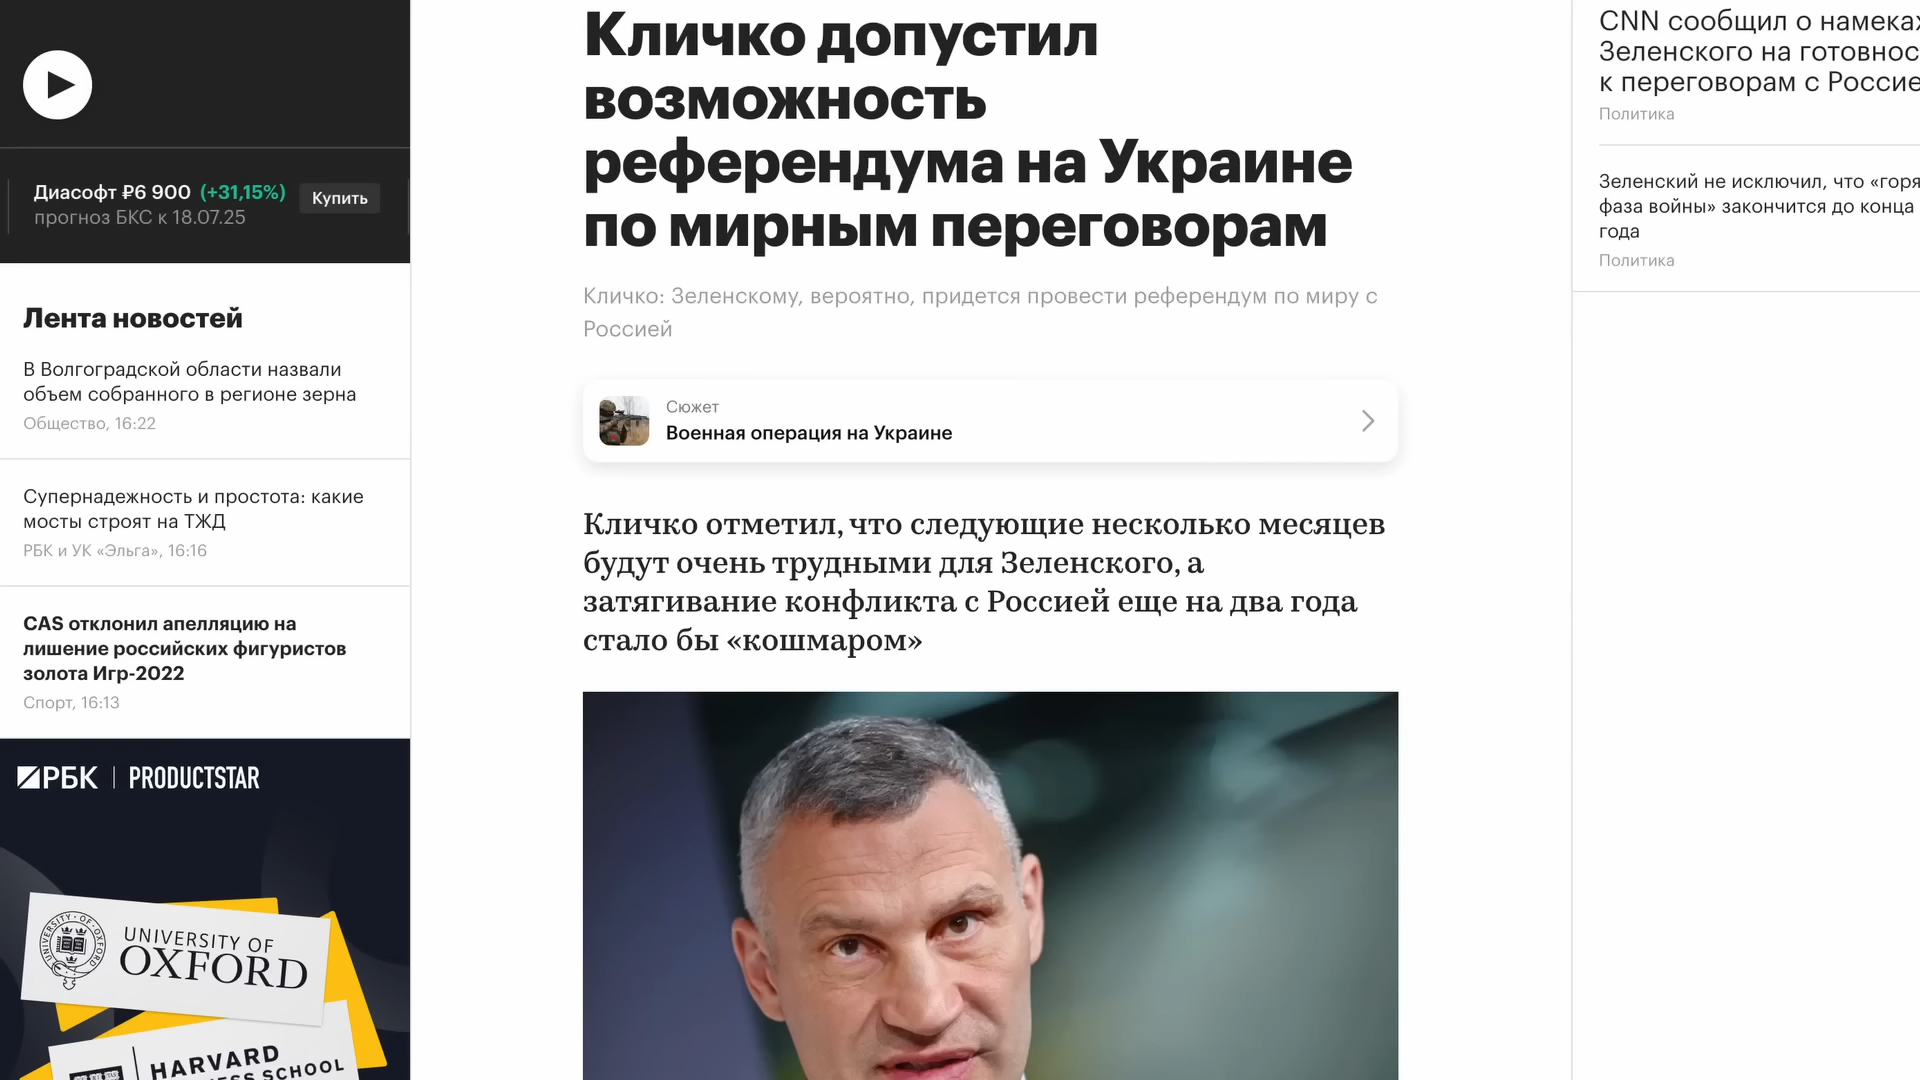 Диасофт ₽6 900 (+31,15%) Купить
прогноз БКС к 18.07.25
Лента новостей
В Волгоградской области назвали
объем собранного в регионе зерна
Общество, 16:22
Супернадежность и простота: какие
мосты строят на ТЖД
РБК и УК «Эльга», 16:16
CAS отклонил апелляцию на
лишение российских фигуристов
золота Игр-2022
Спорт, 16:13
РБК | PRODUCTSTAR
UNIVERSITY OF
OXFORD
HARVARD
SCHOOL
Кличко допустил
возможность
референдума на Украине
по мирным переговорам
Кличко: Зеленскому, вероятно, придется провести референдум по миру с
Россией
Сюжет
Военная операция на Украине
Кличко отметил, что следующие несколько месяцев
будут очень трудными для Зеленского, а
затягивание конфликта с Россией еще на два года
стало бы «кошмаром»
CNN сообщил о намеках
Зеленского на готовнос
к переговорам с Россие
Политика
Зеленский не исключил, что «горя
фаза войны» закончится до конца
года
Политика